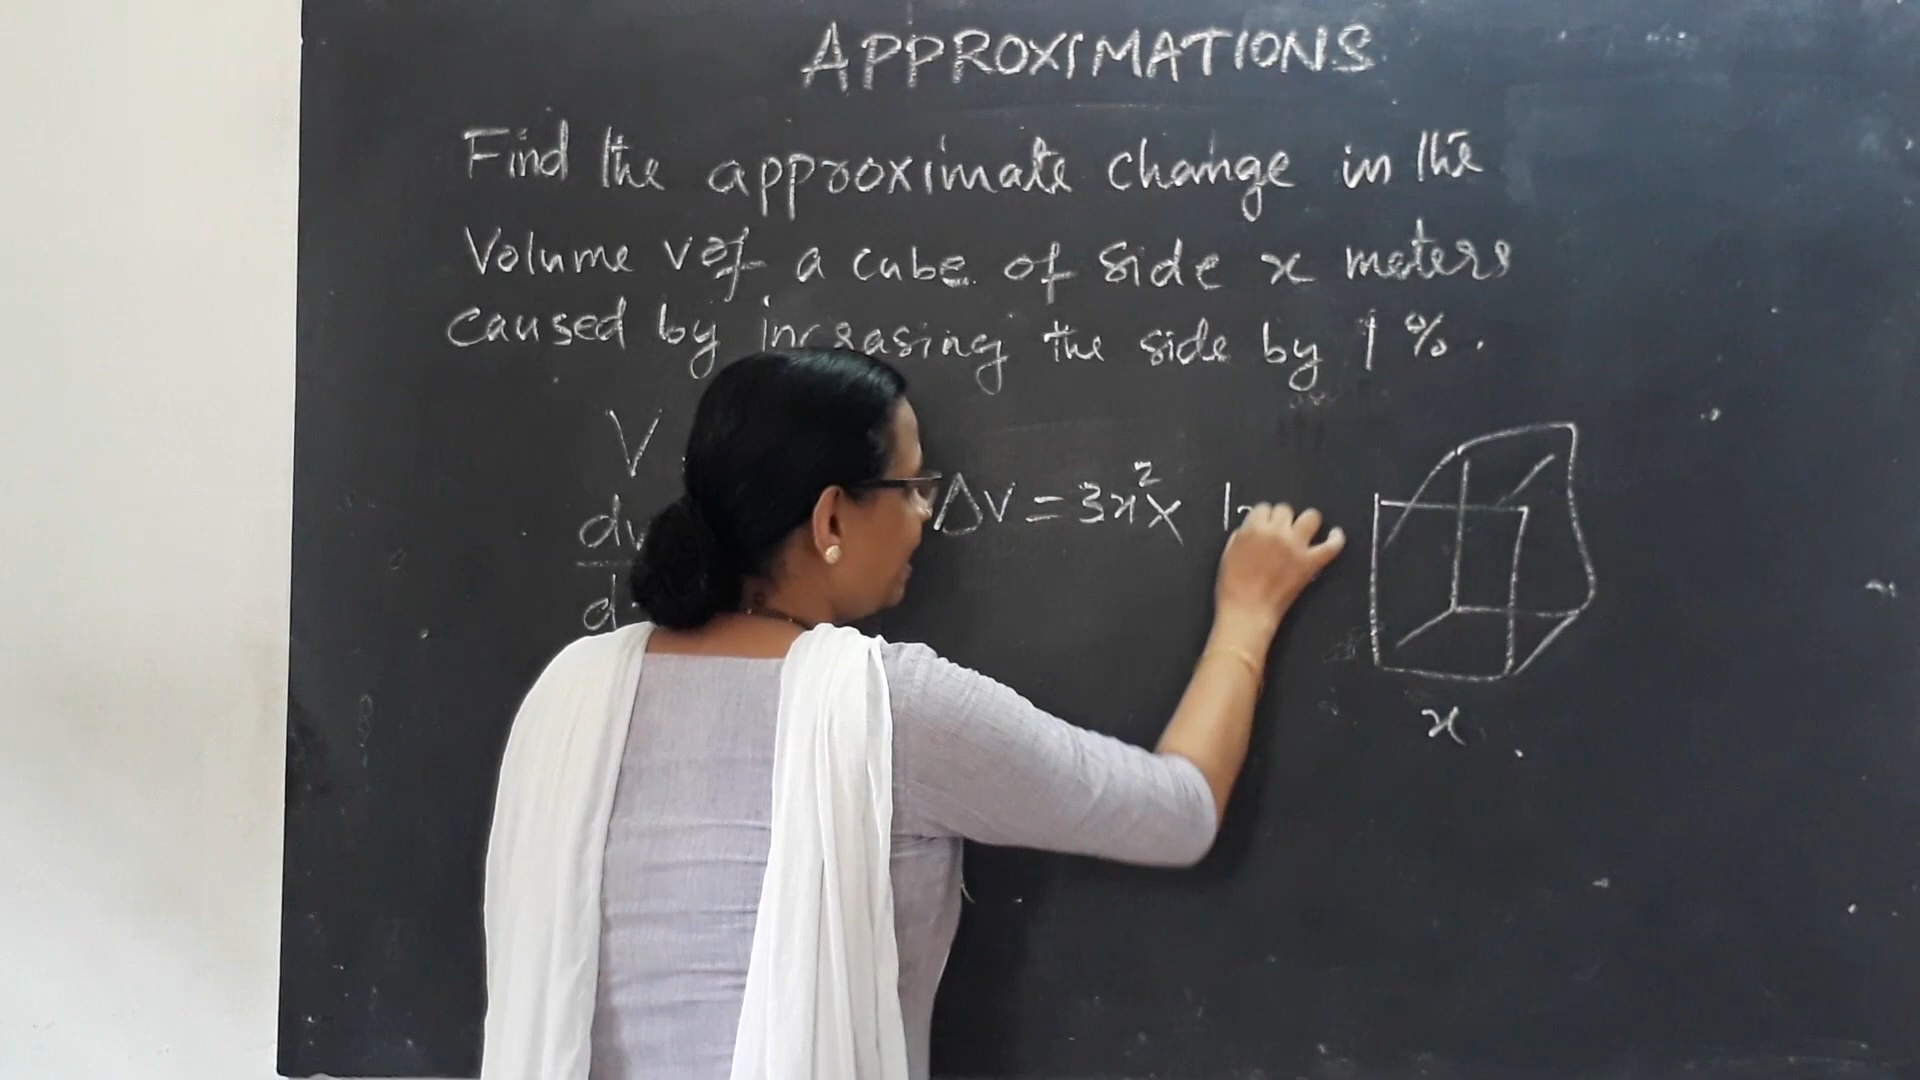 APPROXIMATIONS
Find the approximate change in the
Volume V of a cube of side x meters
caused by increasing the side by 1 %.
V
dv
d
ΔV = 3x² x
x